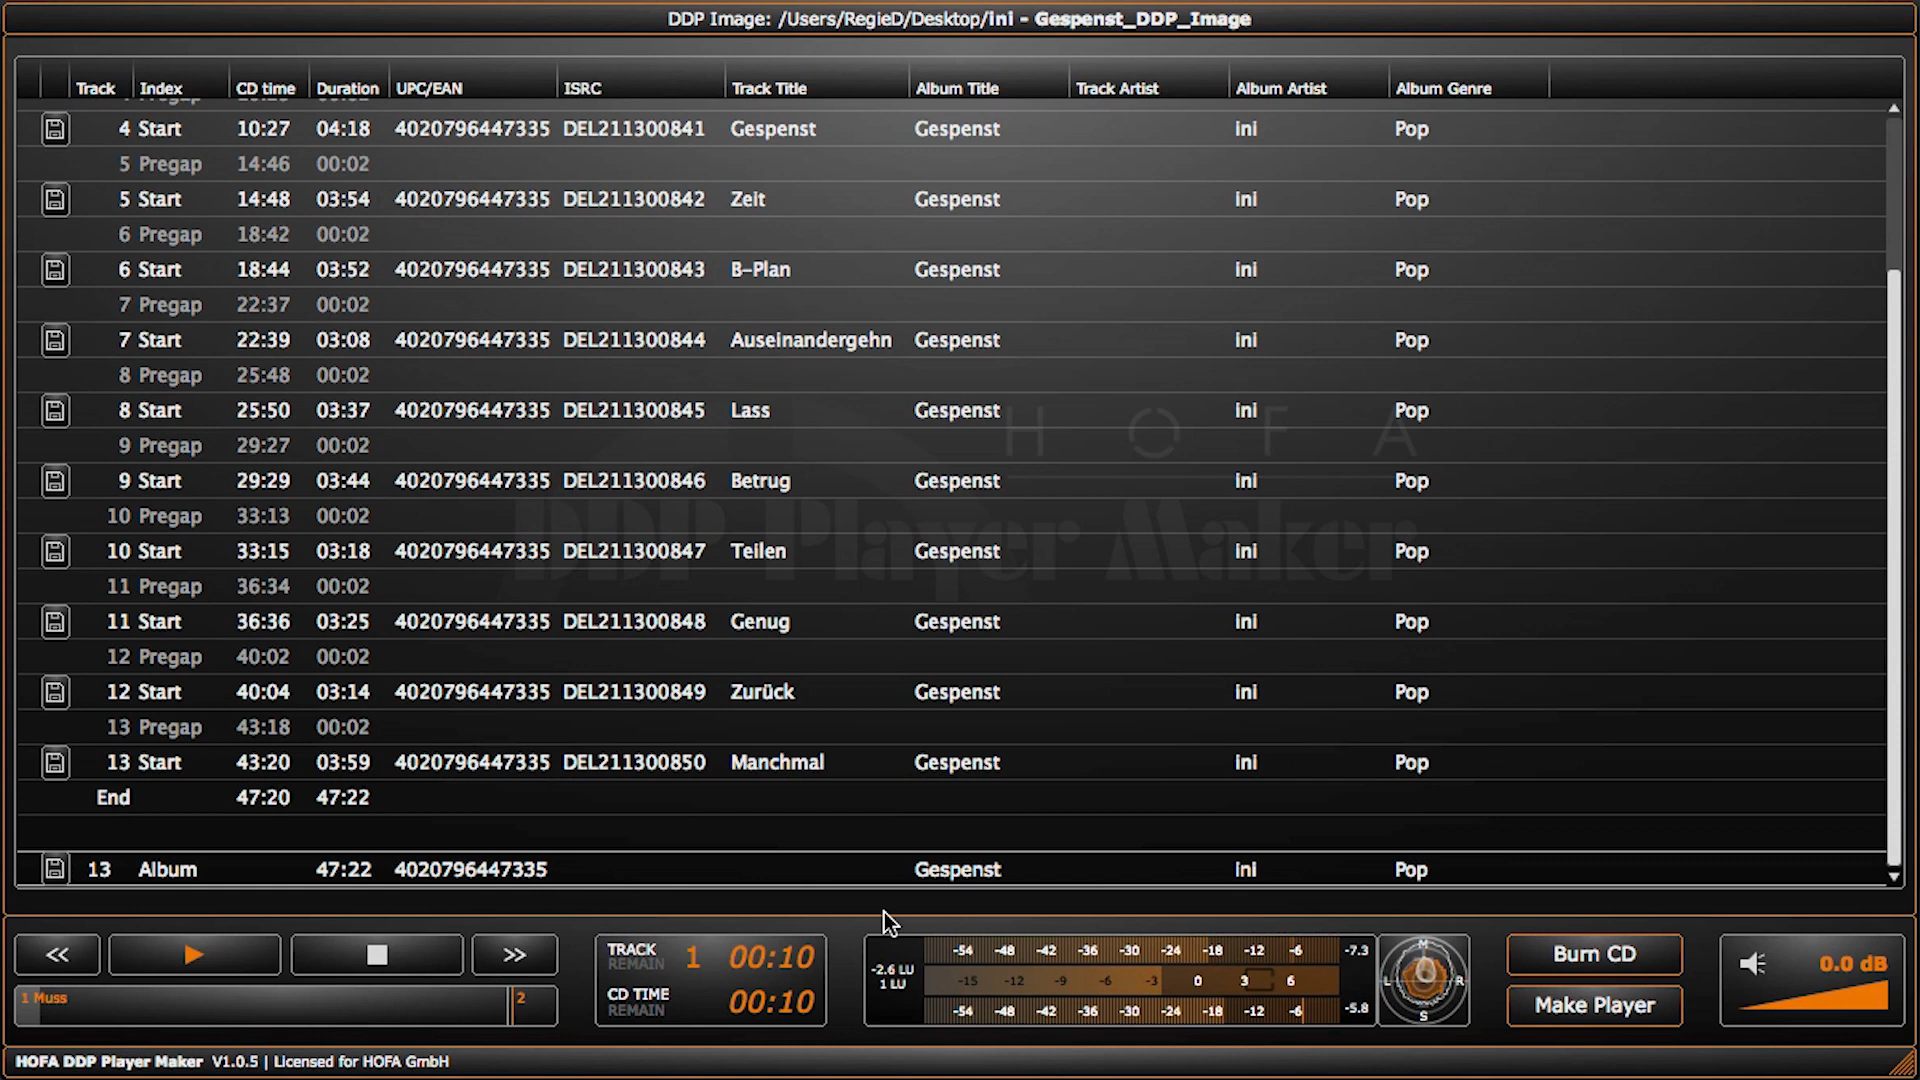 DDP Image: /Users/RegieD/Desktop/ini - Gespenst_DDP_Image
Track Index CD time Duration UPC/EAN ISRC Track Title Album Title Track Artist Album Artist Album Genre
4 Start 10:27 04:18 4020796447335 DEL211300841 Gespenst Gespenst ini Pop
5 Pregap 14:46 00:02
5 Start 14:48 03:54 4020796447335 DEL211300842 Zeit Gespenst ini Pop
6 Pregap 18:42 00:02
6 Start 18:44 03:52 4020796447335 DEL211300843 B-Plan Gespenst ini Pop
7 Pregap 22:37 00:02
7 Start 22:39 03:08 4020796447335 DEL211300844 Auseinandergehn Gespenst ini Pop
8 Pregap 25:48 00:02
8 Start 25:50 03:37 4020796447335 DEL211300845 Lass Gespenst ini Pop
9 Pregap 29:27 00:02
9 Start 29:29 03:44 4020796447335 DEL211300846 Betrug Gespenst ini Pop
10 Pregap 33:13 00:02
10 Start 33:15 03:18 4020796447335 DEL211300847 Teilen Gespenst ini Pop
11 Pregap 36:34 00:02
11 Start 36:36 03:25 4020796447335 DEL211300848 Genug Gespenst ini Pop
12 Pregap 40:02 00:02
12 Start 40:04 03:14 4020796447335 DEL211300849 Zurück Gespenst ini Pop
13 Pregap 43:18 00:02
13 Start 43:20 03:59 4020796447335 DEL211300850 Manchmal Gespenst ini Pop
End 47:20 47:22
HOFA
DDP Player Maker
13 Album 47:22 4020796447335 Gespenst ini Pop
TRACK 1 00:10
REMAIN
CD TIME 00:10
REMAIN
1 Muss 2
-54 -48 -42 -36 -30 -24 -18 -12 -6 -7.3
-2.6 LU
1 LU
-15 -12 -9 -6 -3 0 3 6
-54 -48 -42 -36 -30 -24 -18 -12 -6 -5.8
M
L R
S
Burn CD
Make Player
0.0 dB
HOFA DDP Player Maker V1.0.5 | Licensed for HOFA GmbH